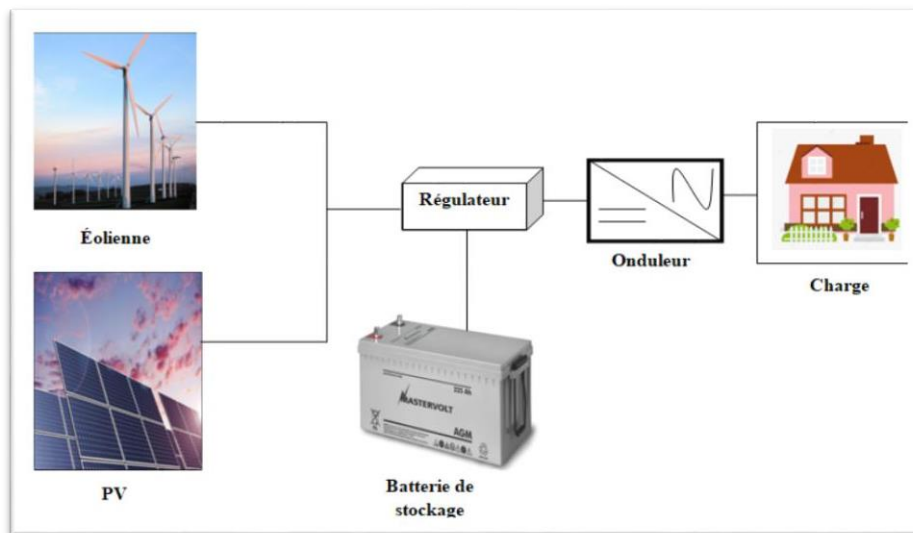 Éolienne
Régulateur
Onduleur
Charge
MASTERVOLT
AGM
PV
Batterie de
stockage